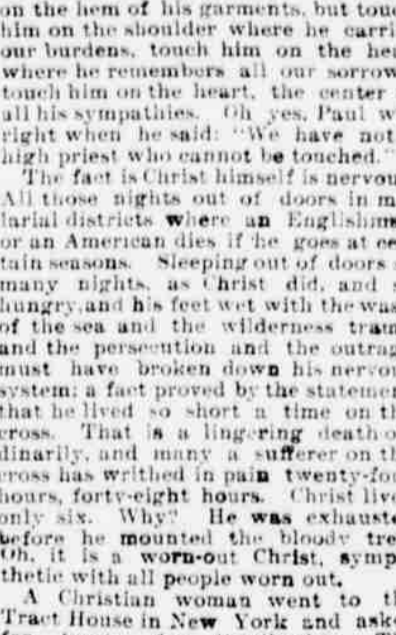 on the hem of his garments, but touc
him on the shoulder where he carri
our burdens, touch him on the hea
where he remembers all our sorrow
touch him on the heart, the center
all his sympathies. Oh yes, Paul w
right when he said: "We have not
high priest who cannot be touched."
The fact is Christ himself is nervou
All those nights out of doors in m
larial districts where an Englishma
or an American dies if he goes at ce
tain seasons. Sleeping out of doors s
many nights, as Christ did, and s
hungry, and his feet wet with the was
of the sea and the wilderness tram
and the persecution and the outrag
must have broken down his nervou
system; a fact proved by the statemen
that he lived so short a time on th
cross. That is a lingering death o
dinarily, and many a sufferer on th
cross has writhed in pain twenty-fou
hours, forty-eight hours. Christ live
only six. Why? He was exhauste
before he mounted the bloody tre
Oh, it is a worn-out Christ, symp
thetic with all people worn out.
A Christian woman went to th
Tract House in New York and aske